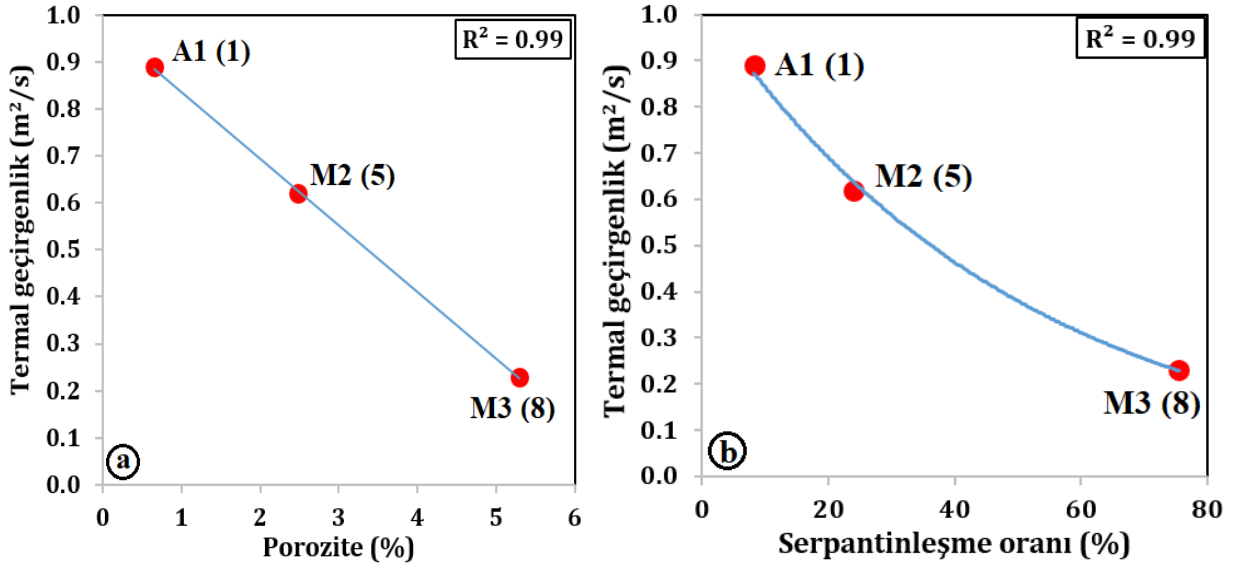 Termal geçirgenlik (m²/s)
1.0
0.9
0.8
0.7
0.6
0.5
0.4
0.3
0.2
0.1
0.0
R² = 0.99
A1 (1)
M2 (5)
M3 (8)
a
0 1 2 3 4 5 6
Porozite (%)
Termal geçirgenlik (m²/s)
1.0
0.9
0.8
0.7
0.6
0.5
0.4
0.3
0.2
0.1
0.0
R² = 0.99
A1 (1)
M2 (5)
M3 (8)
b
0 20 40 60 80
Serpantinleşme oranı (%)